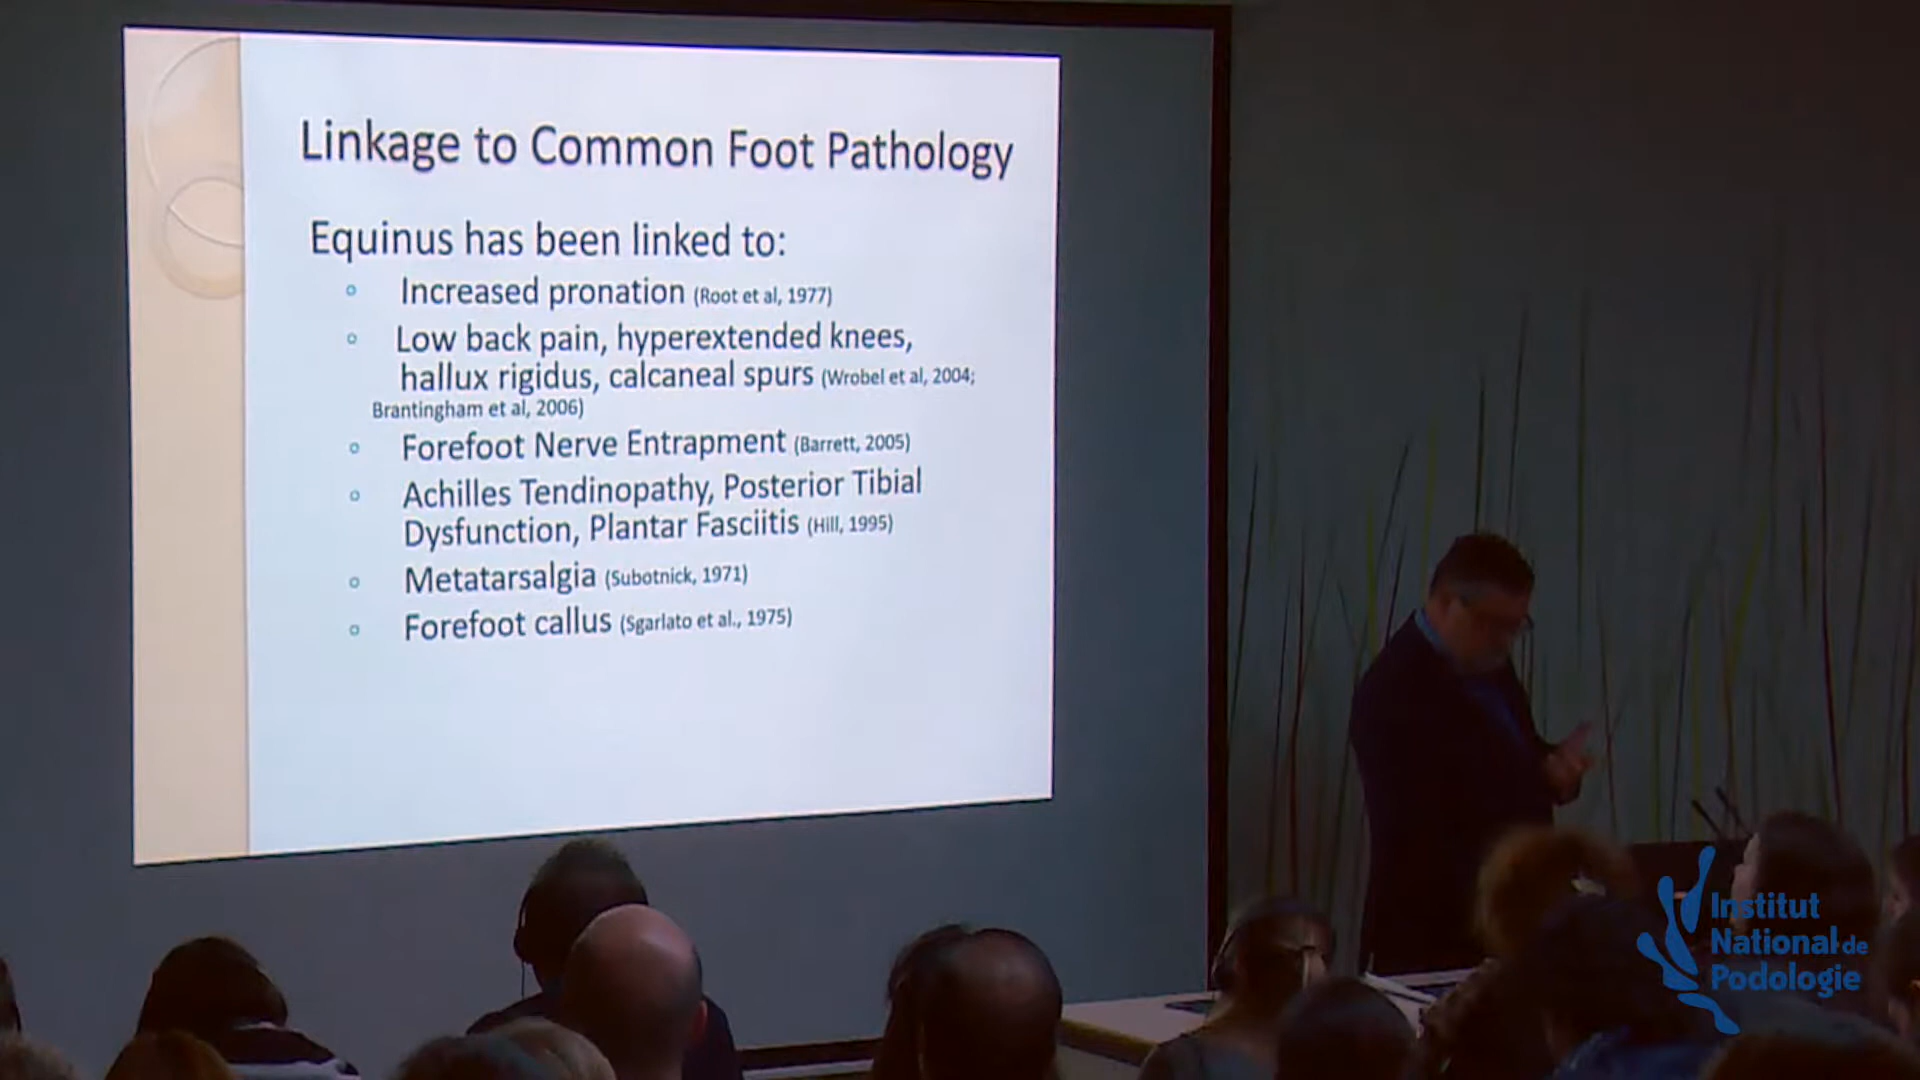 Linkage to Common Foot Pathology
Equinus has been linked to:
Increased pronation (Root et al, 1977)
Low back pain, hyperextended knees,
hallux rigidus, calcaneal spurs (Wrobel et al, 2004;
Brantingham et al, 2006)
Forefoot Nerve Entrapment (Barrett, 2005)
Achilles Tendinopathy, Posterior Tibial
Dysfunction, Plantar Fasciitis (Hill, 1995)
Metatarsalgia (Subotnick, 1971)
Forefoot callus (Sgarlato et al., 1975)
Institut
National de
Podologie